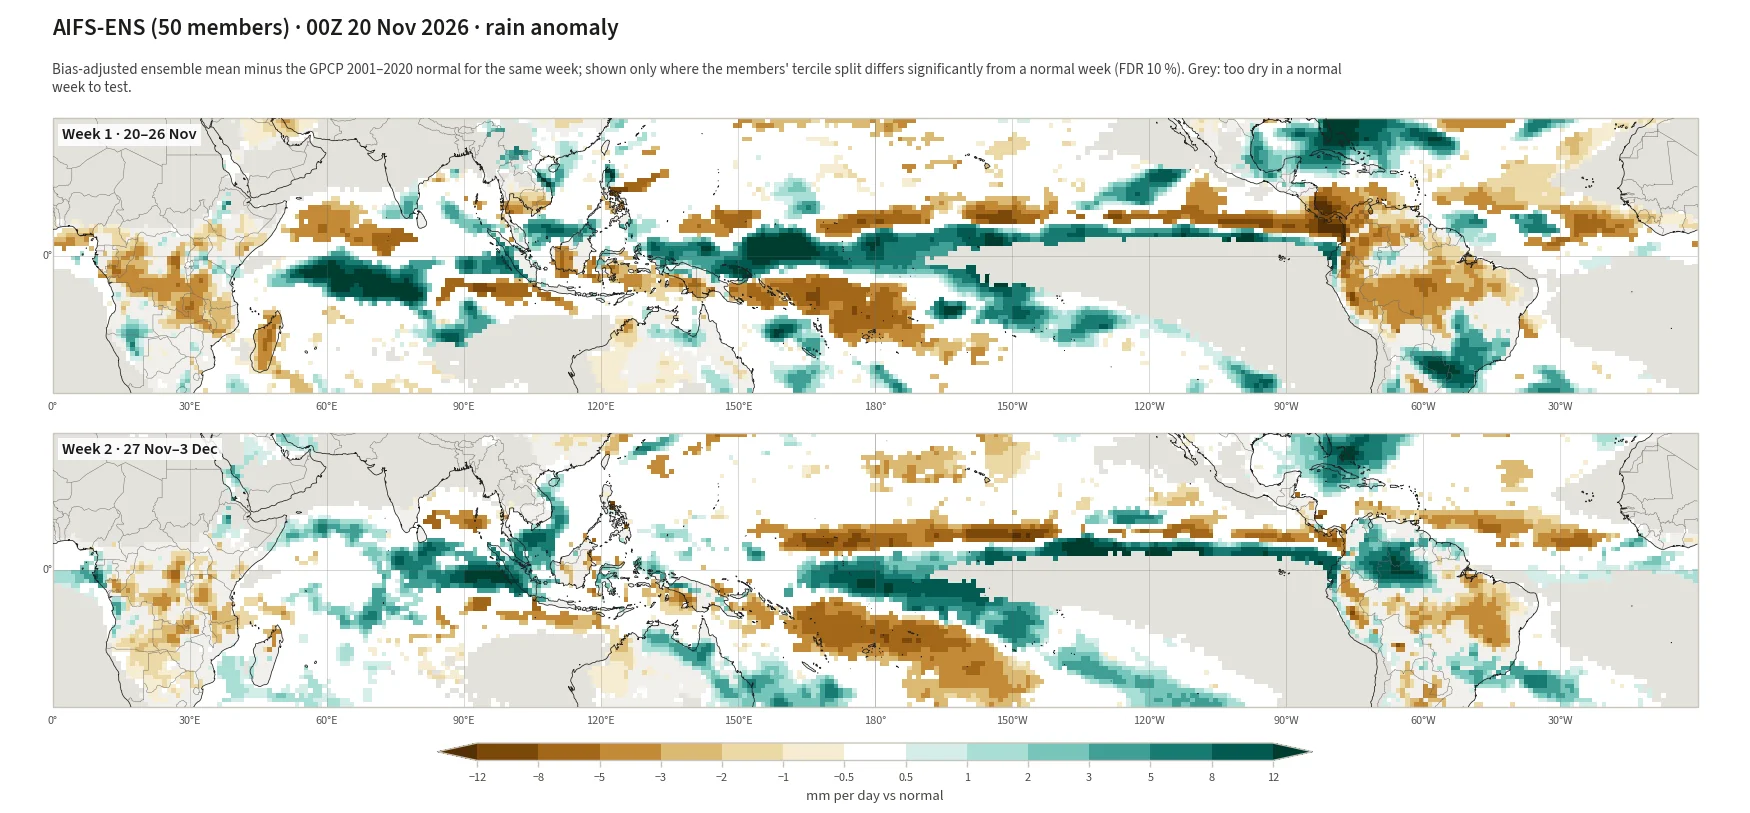 AIFS-ENS (50 members) · 00Z 20 Nov 2026 · rain anomaly
Bias-adjusted ensemble mean minus the GPCP 2001–2020 normal for the same week; shown only where the members' tercile split differs significantly from a normal week (FDR 10 %). Grey: too dry in a normal
week to test.
Week 1 · 20–26 Nov
0°
0° 30°E 60°E 90°E 120°E 150°E 180° 150°W 120°W 90°W 60°W 30°W
Week 2 · 27 Nov–3 Dec
0°
0° 30°E 60°E 90°E 120°E 150°E 180° 150°W 120°W 90°W 60°W 30°W
−12 −8 −5 −3 −2 −1 −0.5 0.5 1 2 3 5 8 12
mm per day vs normal